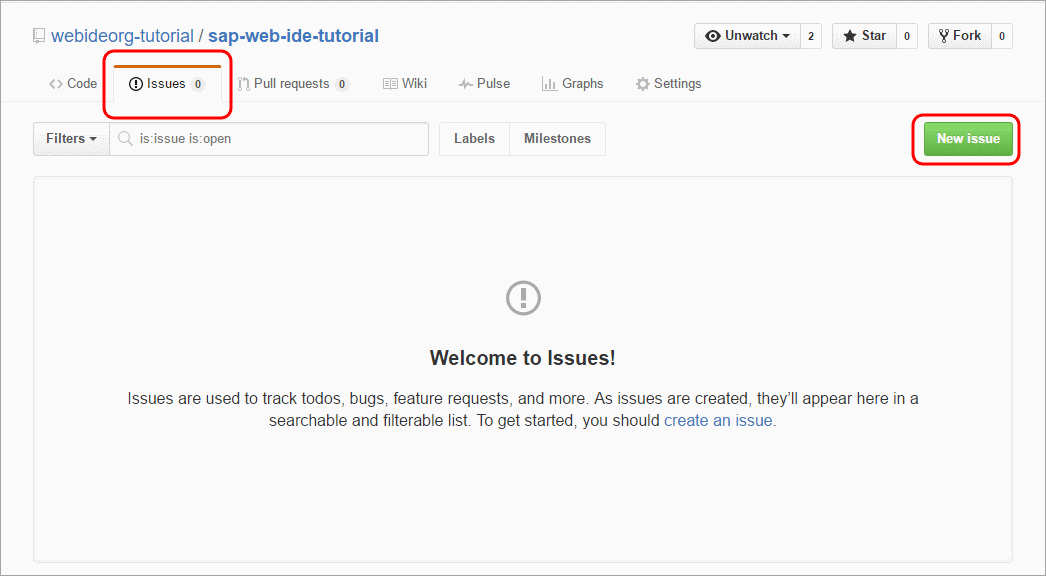 webideorg-tutorial / sap-web-ide-tutorial Unwatch 2 Star 0 Fork 0
Code Issues 0 Pull requests 0 Wiki Pulse Graphs Settings
Filters is:issue is:open Labels Milestones New issue
Welcome to Issues!
Issues are used to track todos, bugs, feature requests, and more. As issues are created, they’ll appear here in a
searchable and filterable list. To get started, you should create an issue.